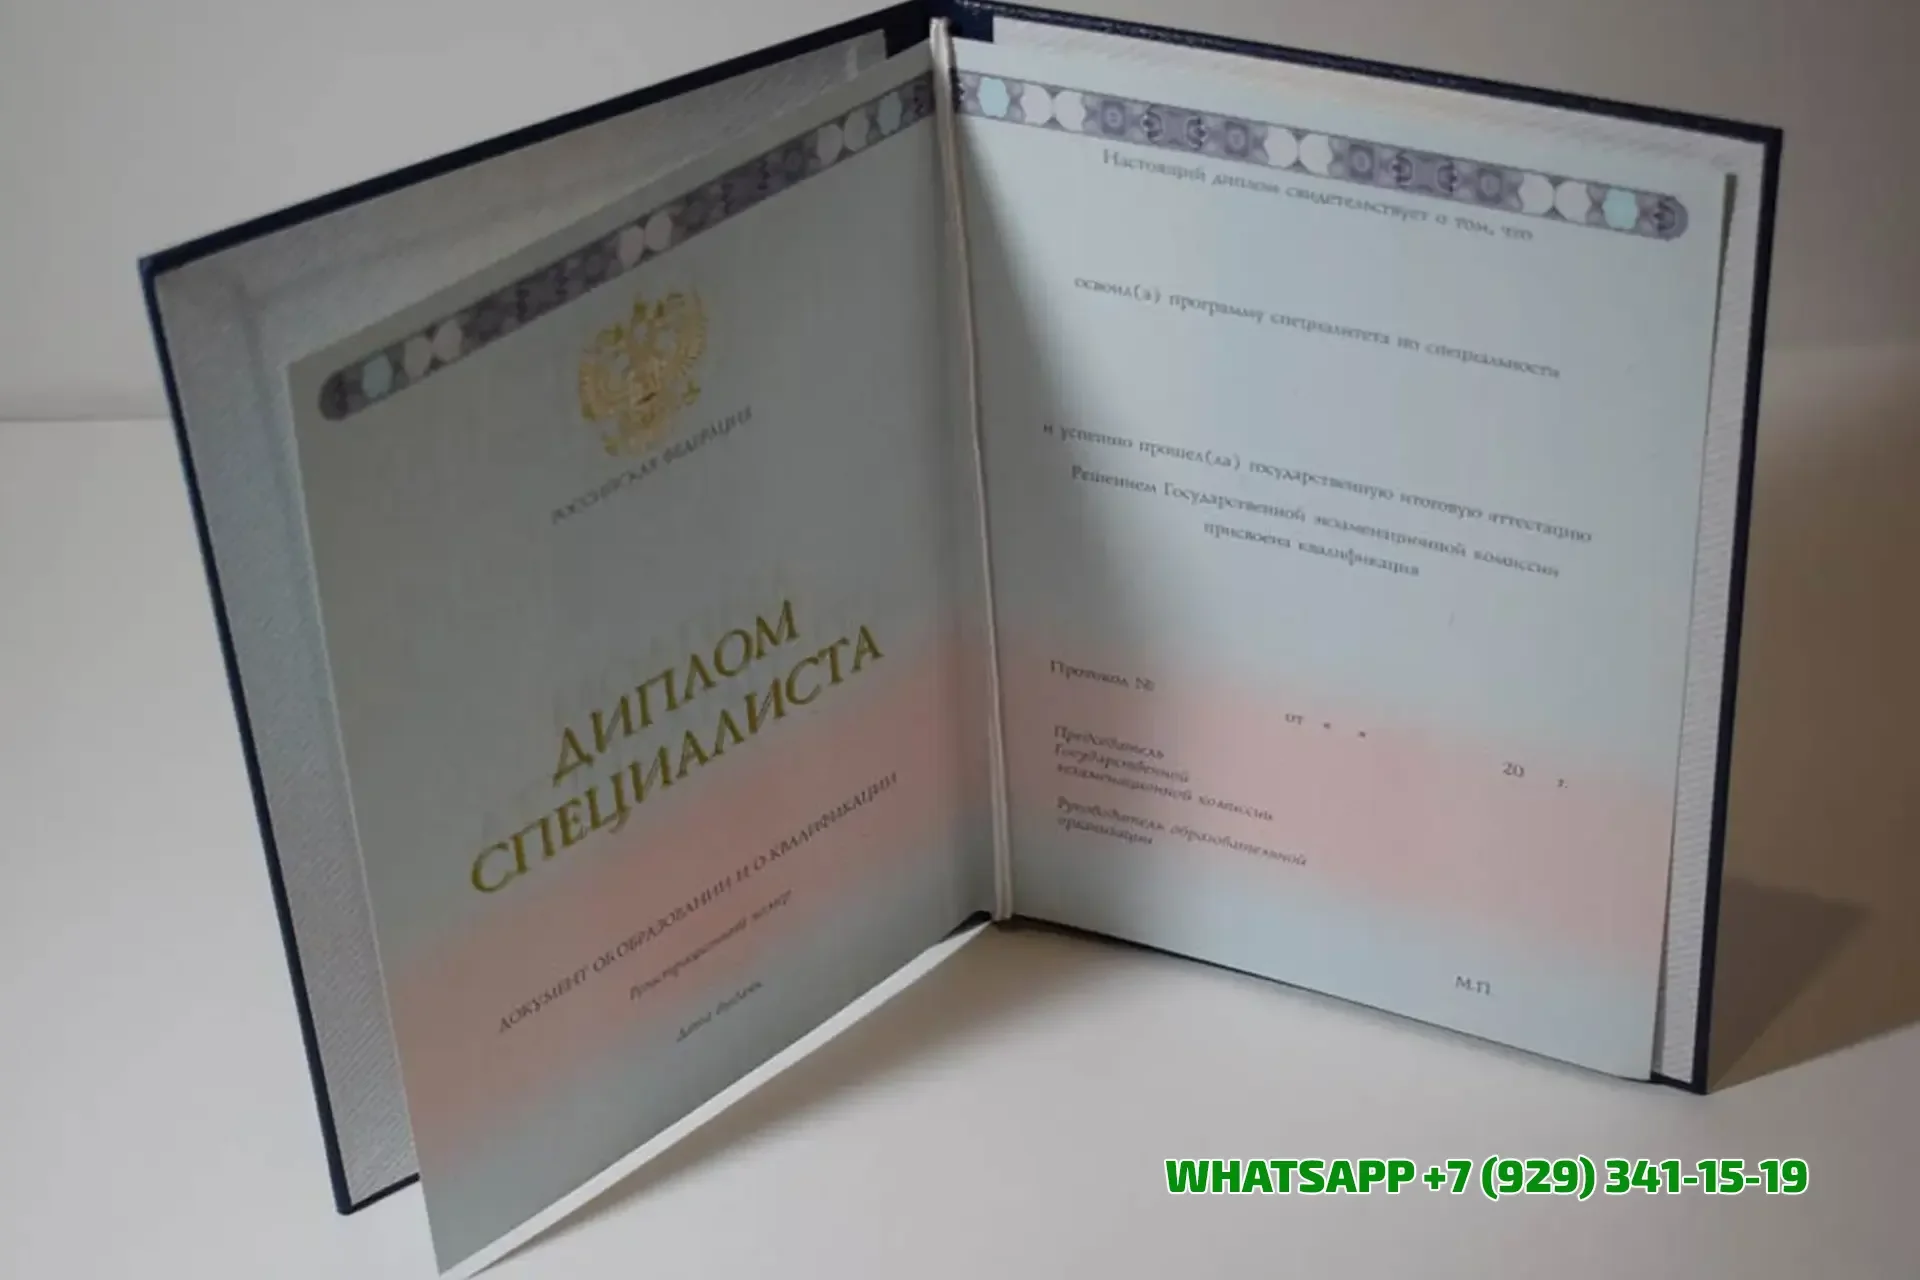 РОССИЙСКАЯ ФЕДЕРАЦИЯ
ДИПЛОМ
СПЕЦИАЛИСТА
ДОКУМЕНТ ОБ ОБРАЗОВАНИИ И О КВАЛИФИКАЦИИ
Регистрационный номер
Дата выдачи
Настоящий диплом свидетельствует о том, что
освоил(а) программу специалитета по специальности
и успешно прошел(ла) государственную итоговую аттестацию
Решением Государственной экзаменационной комиссии
присвоена квалификация
Протокол №
от « »
20 г.
Председатель
Государственной
экзаменационной комиссии
Руководитель образовательной
организации
М.П.
WHATSAPP +7 (929) 341-15-19